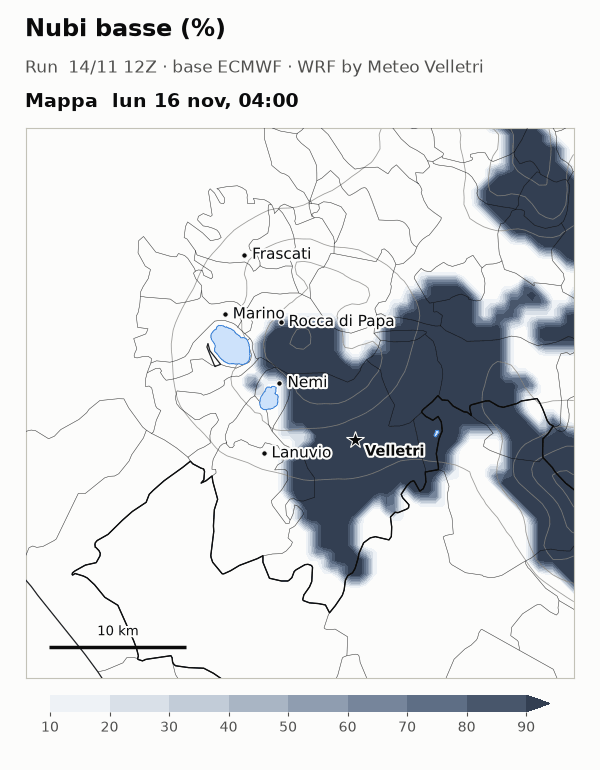 Nubi basse (%)
Run 14/11 12Z · base ECMWF · WRF by Meteo Velletri
Mappa lun 16 nov, 04:00
Frascati
Marino
Rocca di Papa
Nemi
Velletri
Lanuvio
10 km
10 20 30 40 50 60 70 80 90